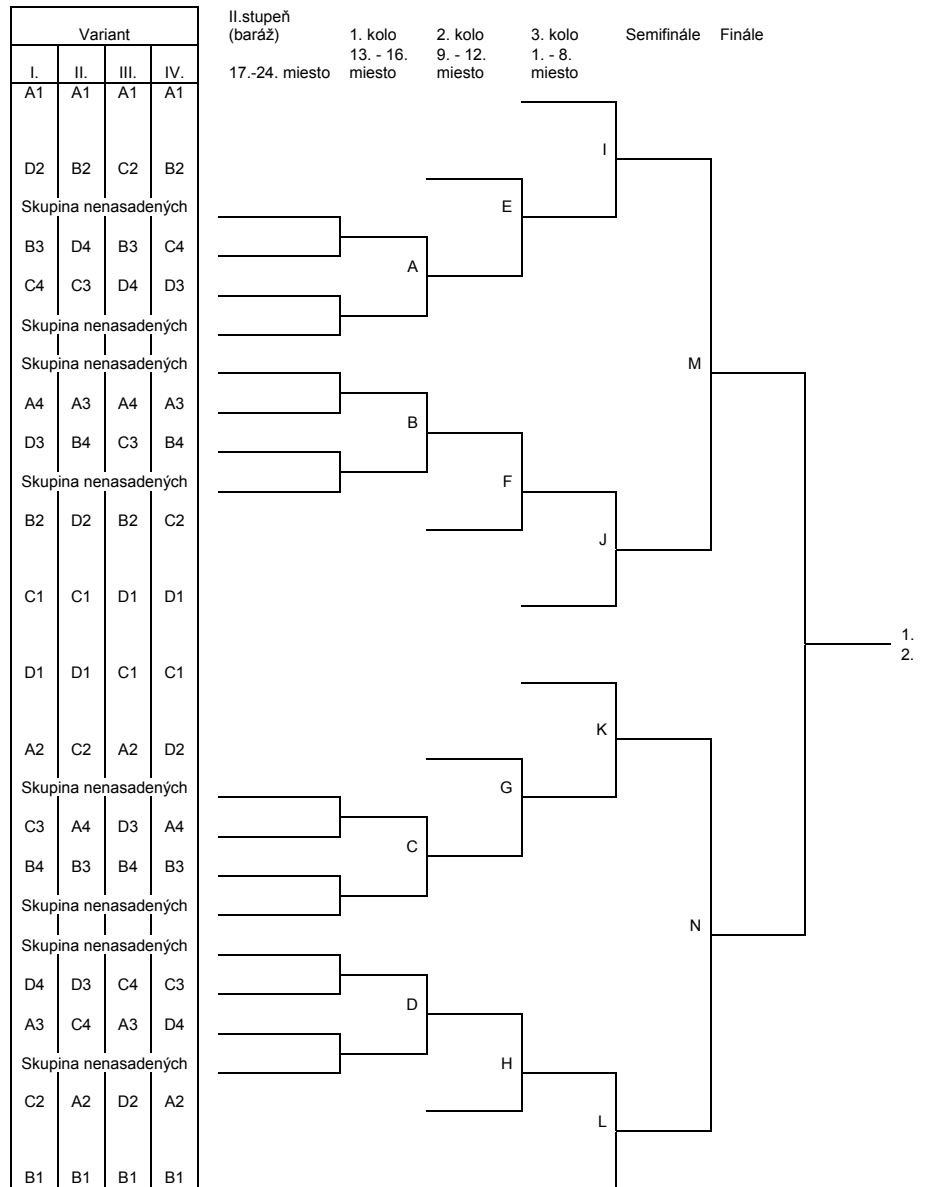 Variant
I. II. III. IV.
II.stupeň
(baráž)
17.-24. miesto
1. kolo
13. - 16.
miesto
2. kolo
9. - 12.
miesto
3. kolo
1. - 8.
miesto
Semifinále
Finále
A1 A1 A1 A1
I
D2 B2 C2 B2
Skupina nenasadených
E
B3 D4 B3 C4
A
C4 C3 D4 D3
Skupina nenasadených
Skupina nenasadených
M
A4 A3 A4 A3
B
D3 B4 C3 B4
Skupina nenasadených
F
B2 D2 B2 C2
J
C1 C1 D1 D1
1.
2.
D1 D1 C1 C1
K
A2 C2 A2 D2
Skupina nenasadených
G
C3 A4 D3 A4
C
B4 B3 B4 B3
Skupina nenasadených
N
Skupina nenasadených
D4 D3 C4 C3
D
A3 C4 A3 D4
Skupina nenasadených
H
C2 A2 D2 A2
L
B1 B1 B1 B1